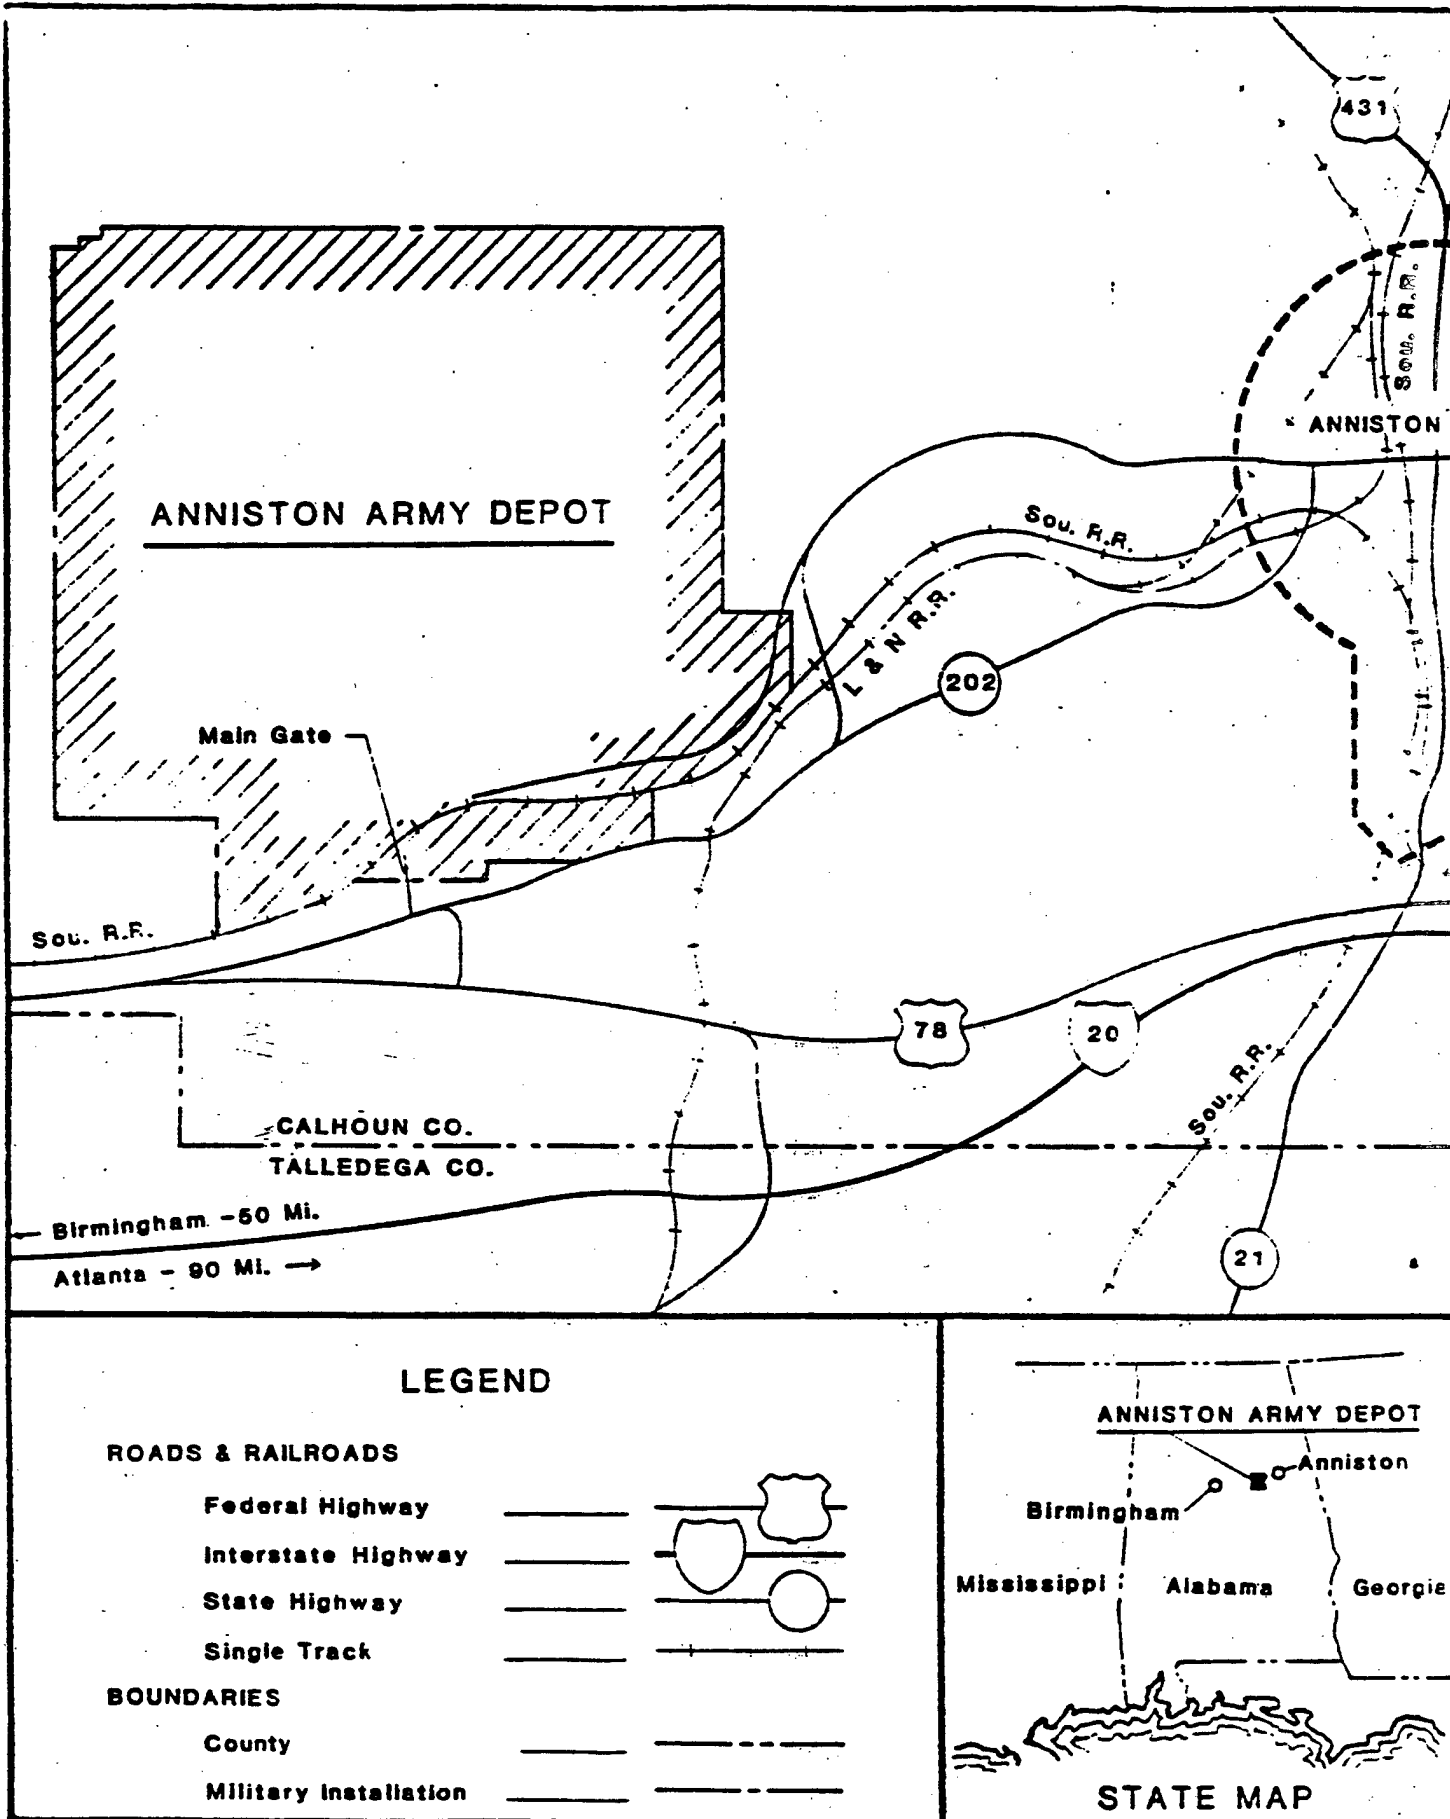 431
Sou. R.R.
ANNISTON
ANNISTON ARMY DEPOT
Sou. R.R.
L & N R.R.
202
Main Gate
Sou. R.R.
78
20
Sou. R.R.
CALHOUN CO.
TALLEDEGA CO.
← Birmingham -50 Mi.
Atlanta - 90 Mi. →
21
LEGEND
ROADS & RAILROADS
Federal Highway
Interstate Highway
State Highway
Single Track
BOUNDARIES
County
Military Installation
ANNISTON ARMY DEPOT
Anniston
Birmingham
Mississippi
Alabama
Georgia
STATE MAP